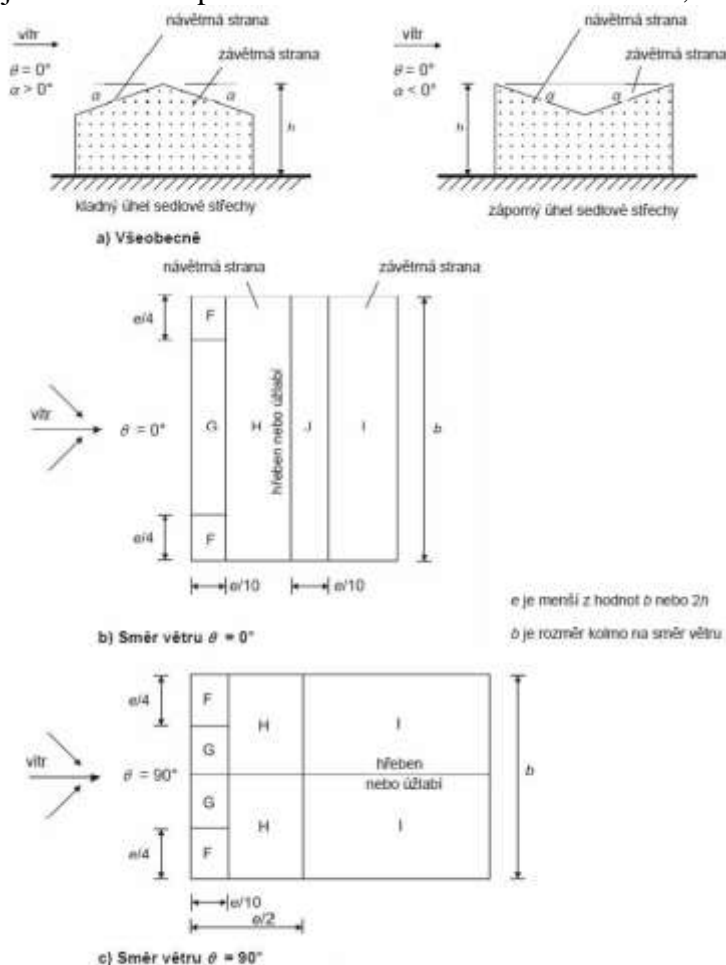 návětrná strana
vítr
závětrná strana
θ = 0°
α > 0°
α
α
h
kladný úhel sedlové střechy
návětrná strana
vítr
závětrná strana
θ = 0°
α < 0°
α
α
h
záporný úhel sedlové střechy
a) Všeobecně
návětrná strana
závětrná strana
e/4
F
vítr
θ = 0°
G
H
hřeben nebo úžlabí
J
I
b
e/4
F
e/10
e/10
e je menší z hodnot b nebo 2h
b je rozměr kolmo na směr větru
b) Směr větru θ = 0°
e/4
F
H
I
G
vítr
θ = 90°
hřeben
nebo úžlabí
b
G
H
I
e/4
F
e/10
e/2
c) Směr větru θ = 90°